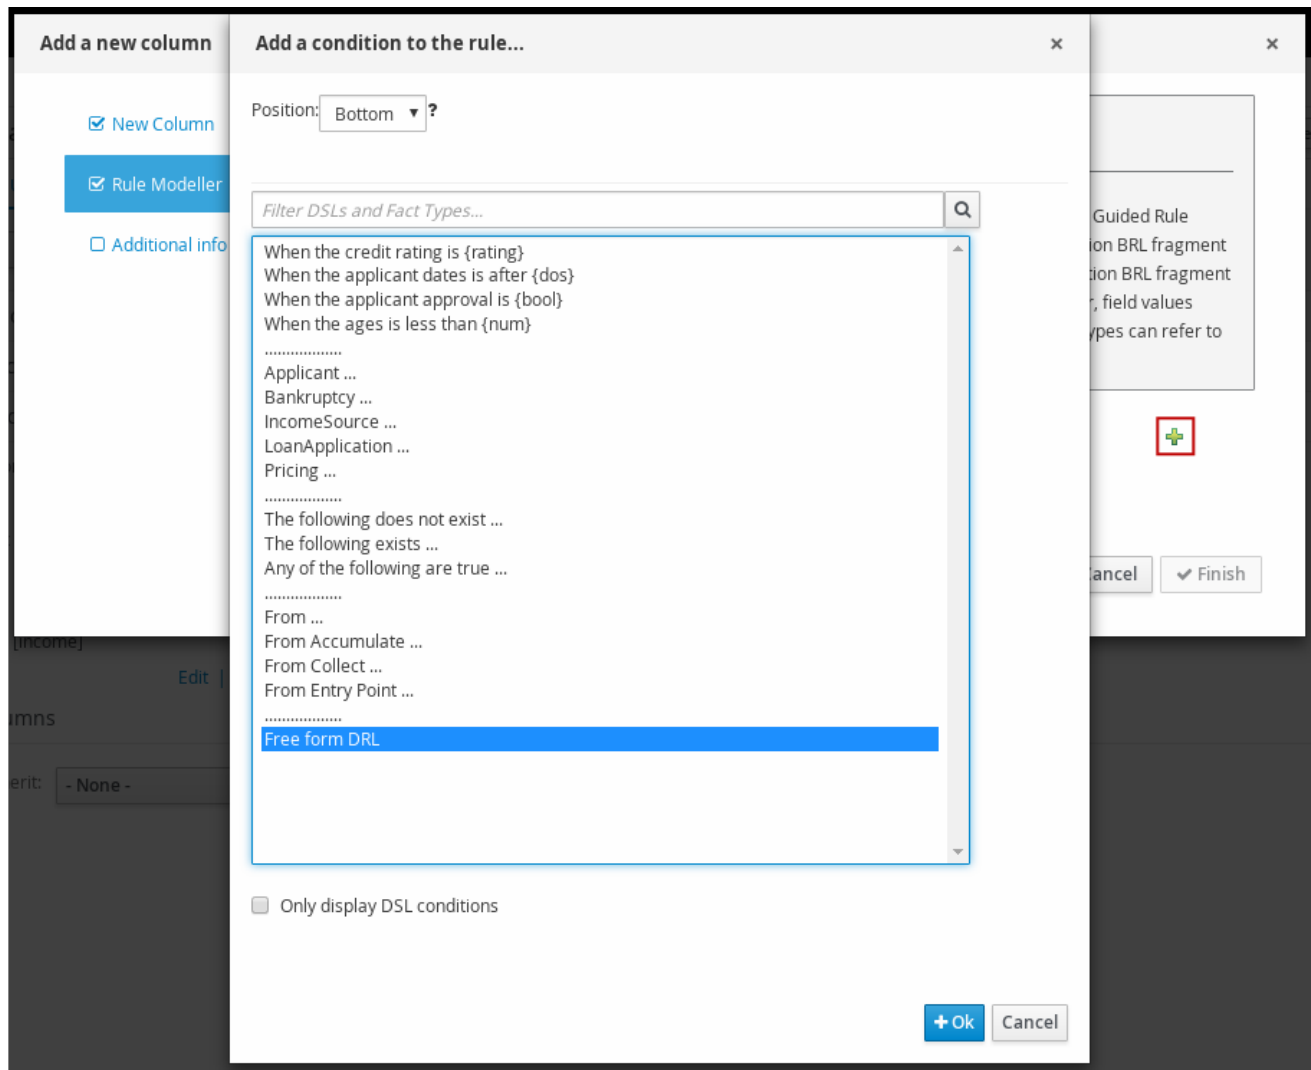 Add a new column
Add a condition to the rule...
New Column
Rule Modeller
Additional info
Position: Bottom ?
Filter DSLs and Fact Types...
When the credit rating is {rating}
When the applicant dates is after {dos}
When the applicant approval is {bool}
When the ages is less than {num}
..................
Applicant ...
Bankruptcy ...
IncomeSource ...
LoanApplication ...
Pricing ...
..................
The following does not exist ...
The following exists ...
Any of the following are true ...
..................
From ...
From Accumulate ...
From Collect ...
From Entry Point ...
..................
Free form DRL
Only display DSL conditions
+ Ok
Cancel
Guided Rule
ion BRL fragment
tion BRL fragment
, field values
ypes can refer to
ancel
Finish
[income]
Edit |
umns
erit: - None -